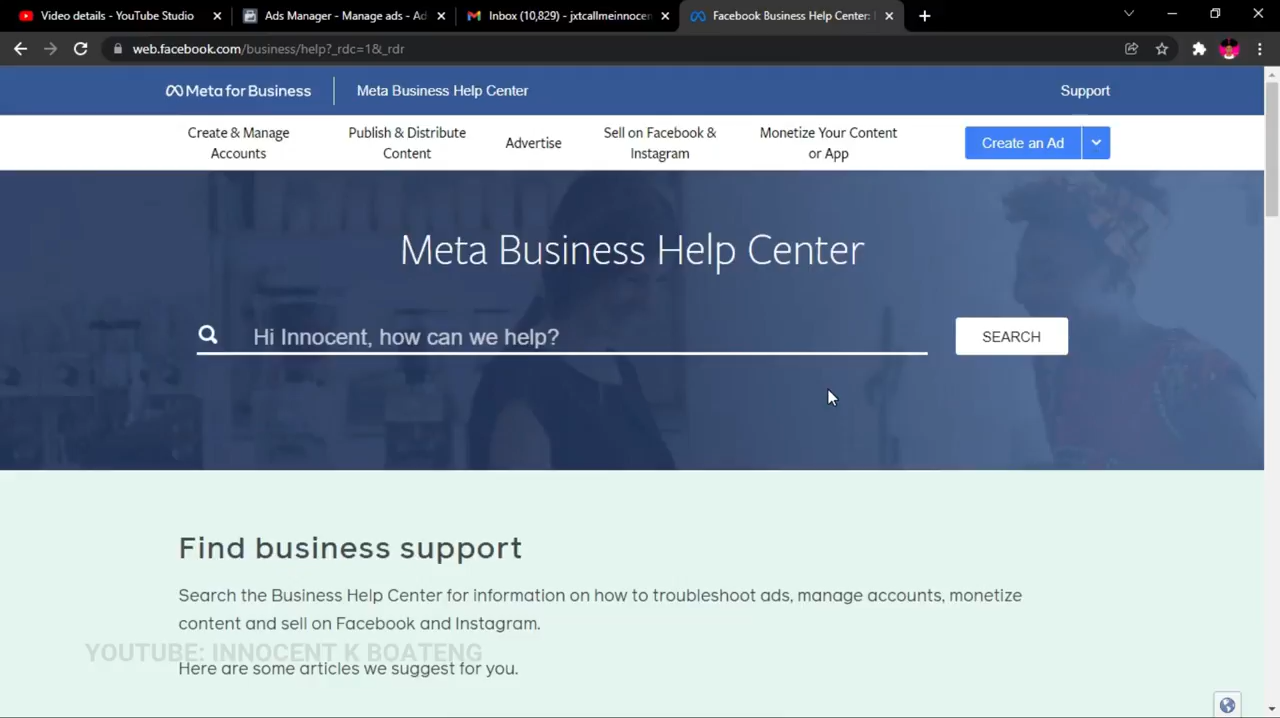 Video details - YouTube Studio
Ads Manager - Manage ads - Ad
Inbox (10,829) - jxtcallmeinnocen
Facebook Business Help Center:
web.facebook.com/business/help?_rdc=1&_rdr
Meta for Business
Meta Business Help Center
Support
Create & Manage
Accounts
Publish & Distribute
Content
Advertise
Sell on Facebook &
Instagram
Monetize Your Content
or App
Create an Ad
Meta Business Help Center
Hi Innocent, how can we help?
SEARCH
Find business support
Search the Business Help Center for information on how to troubleshoot ads, manage accounts, monetize
content and sell on Facebook and Instagram.
YOUTUBE: INNOCENT K BOATENG
Here are some articles we suggest for you.